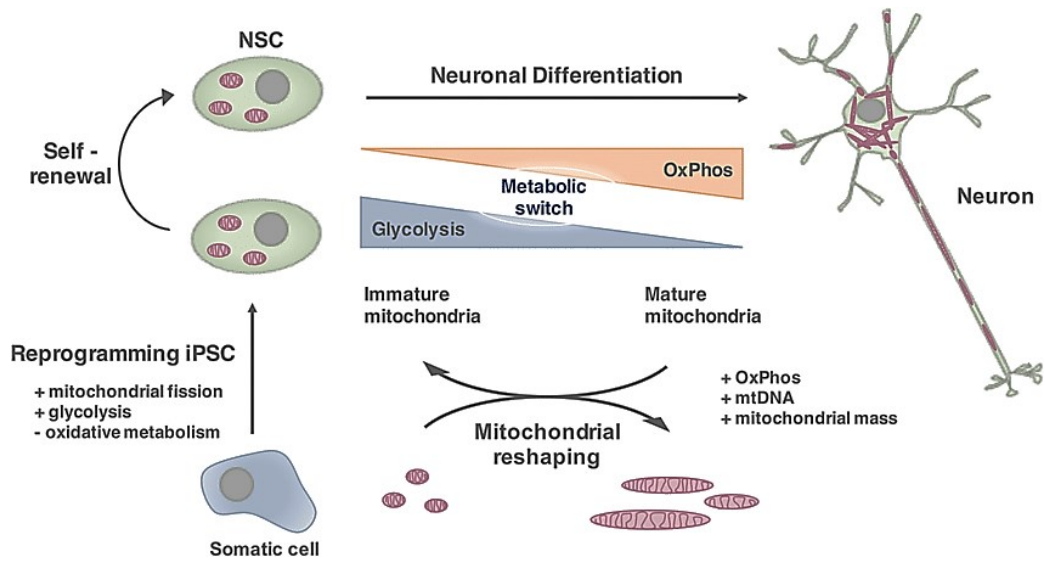 NSC
Neuronal Differentiation
Self -
renewal
OxPhos
Metabolic
switch
Glycolysis
Neuron
Immature
mitochondria
Mature
mitochondria
Reprogramming iPSC
+ mitochondrial fission
+ glycolysis
- oxidative metabolism
+ OxPhos
+ mtDNA
+ mitochondrial mass
Mitochondrial
reshaping
Somatic cell